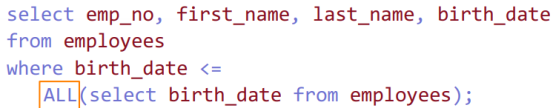 select emp_no, first_name, last_name, birth_date
from employees
where birth_date <=
ALL(select birth_date from employees);